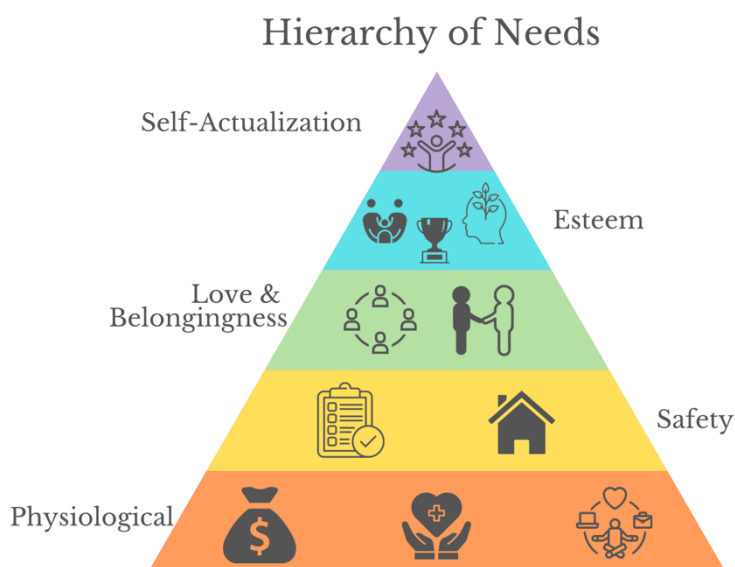 Hierarchy of Needs
Self-Actualization
Esteem
Love &
Belongingness
Safety
Physiological
$